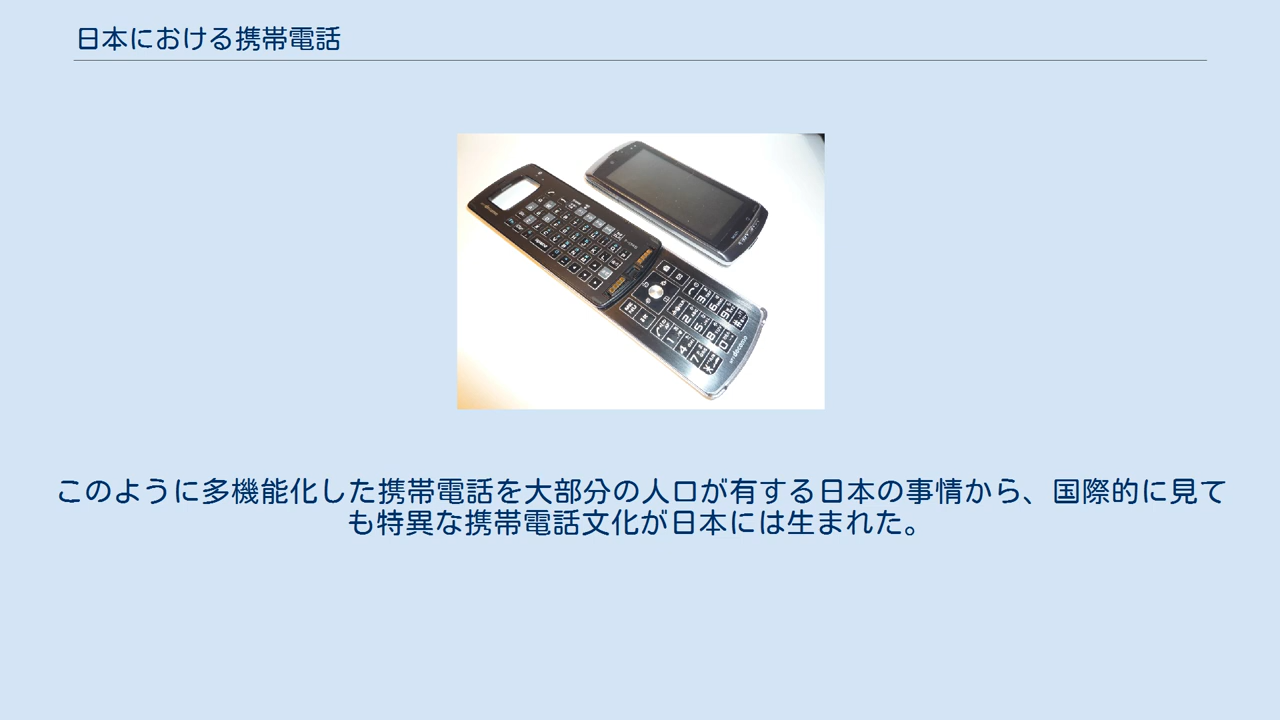 日本における携帯電話
このように多機能化した携帯電話を大部分の人口が有する日本の事情から、国際的に見て
も特異な携帯電話文化が日本には生まれた。